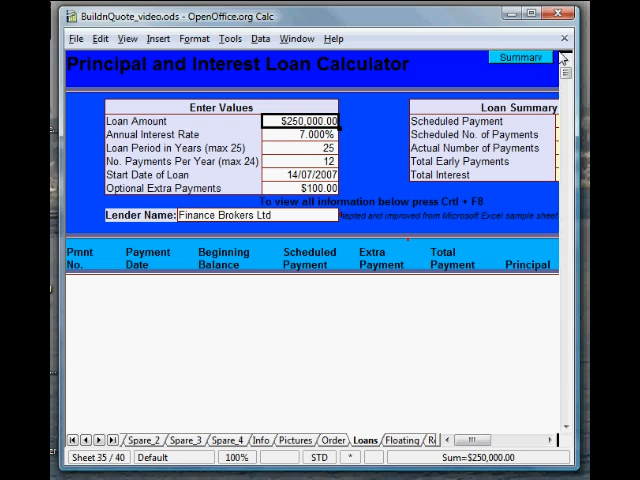 BuildnQuote_video.ods - OpenOffice.org Calc
File Edit View Insert Format Tools Data Window Help
Summary
Principal and Interest Loan Calculator
Enter Values
Loan Amount $250,000.00
Annual Interest Rate 7.000%
Loan Period in Years (max 25) 25
No. Payments Per Year (max 24) 12
Start Date of Loan 14/07/2007
Optional Extra Payments $100.00
Loan Summary
Scheduled Payment
Scheduled No. of Payments
Actual Number of Payments
Total Early Payments
Total Interest
To view all information below press Crtl + F8
Lender Name: Finance Brokers Ltd
dapted and improved from Microsoft Excel sample sheet
Pmnt No. Payment Date Beginning Balance Scheduled Payment Extra Payment Total Payment Principal
Spare_2 Spare_3 Spare_4 Info Pictures Order Loans Floating
Sheet 35 / 40 Default 100% STD * Sum=$250,000.00